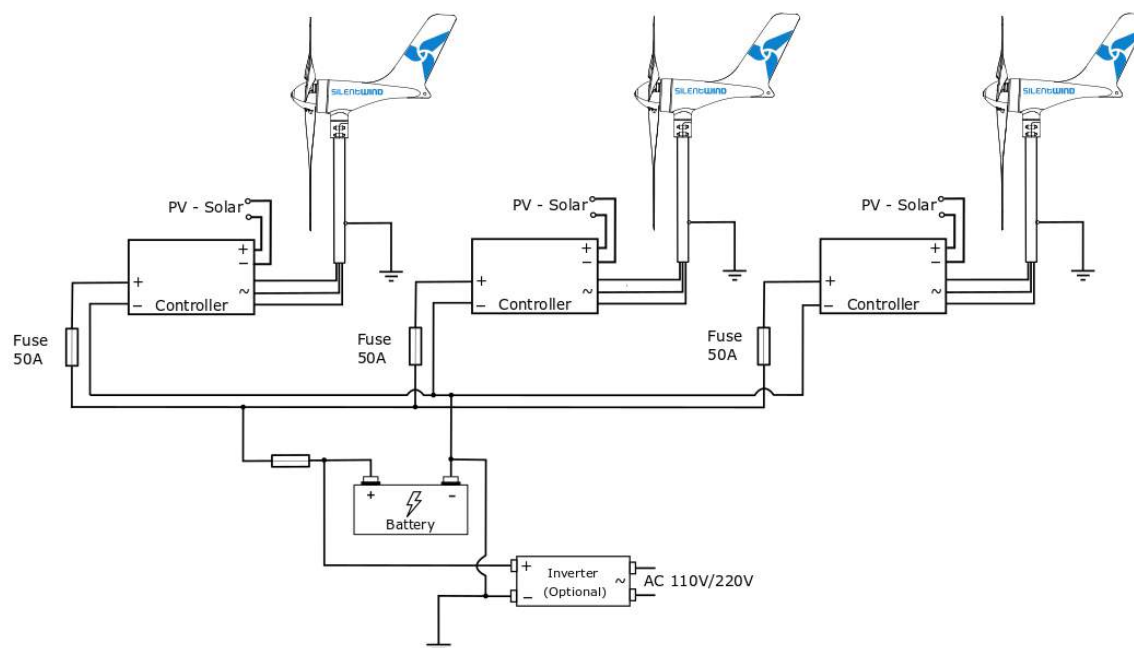 SILENTWIND
SILENTWIND
SILENTWIND
PV - Solar
PV - Solar
PV - Solar
+
−
+
−
+
−
+
−
~
Controller
+
−
~
Controller
+
−
~
Controller
Fuse
50A
Fuse
50A
Fuse
50A
+
-
Battery
+
−
Inverter
(Optional)
~
AC 110V/220V